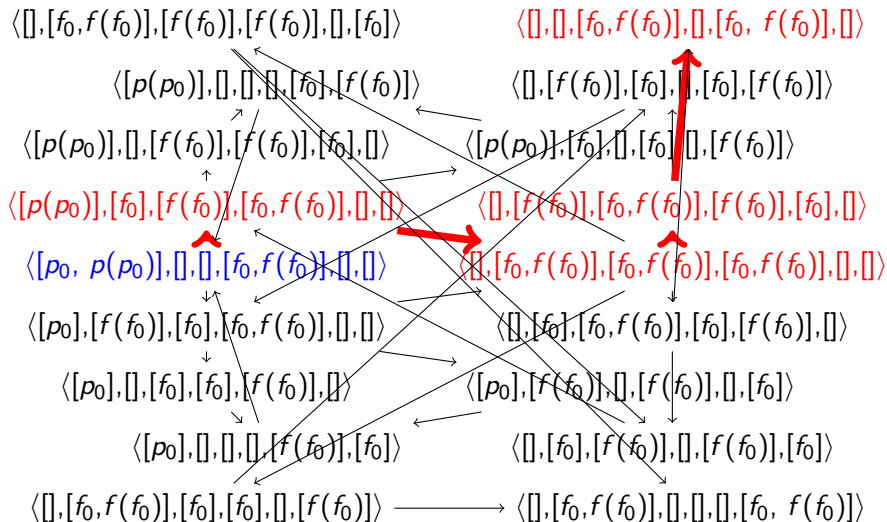 ⟨[],[f₀,f(f₀)],[f(f₀)],[f(f₀)],[],[f₀]⟩ ⟨[],[],[f₀,f(f₀)],[],[f₀, f(f₀)],[]⟩
⟨[p(p₀)],[],[],[],[f₀],[f(f₀)]⟩ ⟨[],[f(f₀)],[f₀],[],[f₀],[f(f₀)]⟩
⟨[p(p₀)],[],[f(f₀)],[f(f₀)],[f₀],[]⟩ ⟨[p(p₀)],[f₀],[],[f₀],[],[f(f₀)]⟩
⟨[p(p₀)],[f₀],[f(f₀)],[f₀,f(f₀)],[],[]⟩ ⟨[],[f(f₀)],[f₀,f(f₀)],[f(f₀)],[f₀],[]⟩
⟨[p₀, p(p₀)],[],[],[f₀,f(f₀)],[],[]⟩ ⟨[],[f₀,f(f₀)],[f₀,f(f₀)],[f₀,f(f₀)],[],[]⟩
⟨[p₀],[f(f₀)],[f₀],[f₀,f(f₀)],[],[]⟩ ⟨[],[f₀],[f₀,f(f₀)],[f₀],[f(f₀)],[]⟩
⟨[p₀],[],[f₀],[f₀],[f(f₀)],[]⟩ ⟨[p₀],[f(f₀)],[],[f(f₀)],[],[f₀]⟩
⟨[p₀],[],[],[],[f(f₀)],[f₀]⟩ ⟨[],[f₀],[f(f₀)],[],[f(f₀)],[f₀]⟩
⟨[],[f₀,f(f₀)],[f₀],[f₀],[],[f(f₀)]⟩ ⟨[],[f₀,f(f₀)],[],[],[],[f₀, f(f₀)]⟩